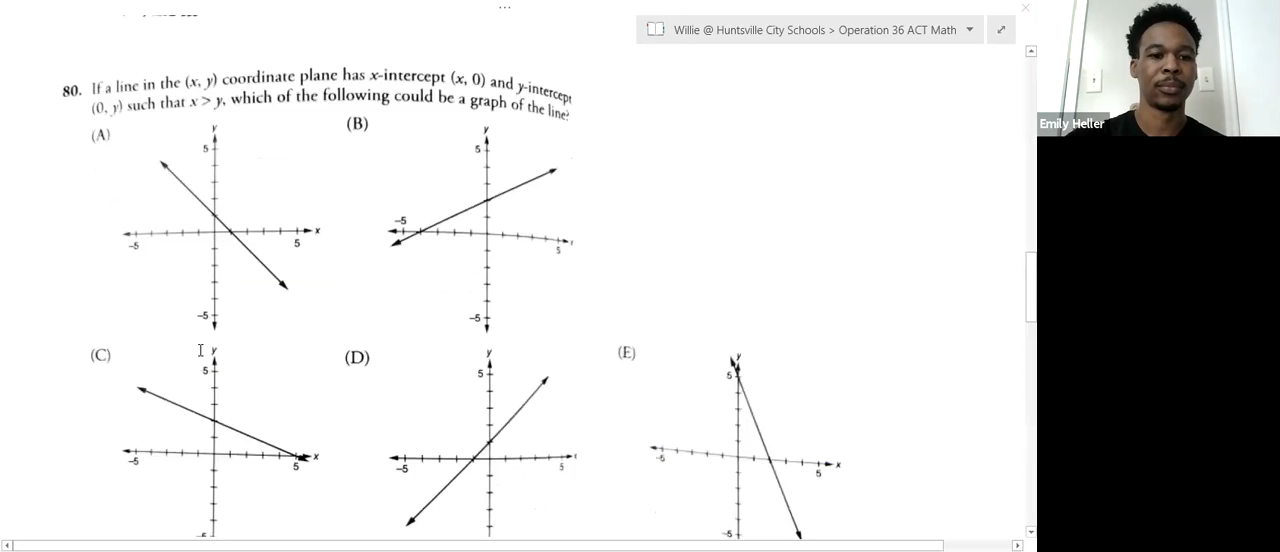 Willie @ Huntsville City Schools > Operation 36 ACT Math
Emily Heller
80. If a line in the (x, y) coordinate plane has x-intercept (x, 0) and y-intercept
(0, y) such that x > y, which of the following could be a graph of the line?
(A)
y
5
-5
5
x
-5
(B)
y
5
-5
5
-5
(C)
y
5
-5
5
x
(D)
y
5
-5
5
(E)
y
5
-5
5
x
-5